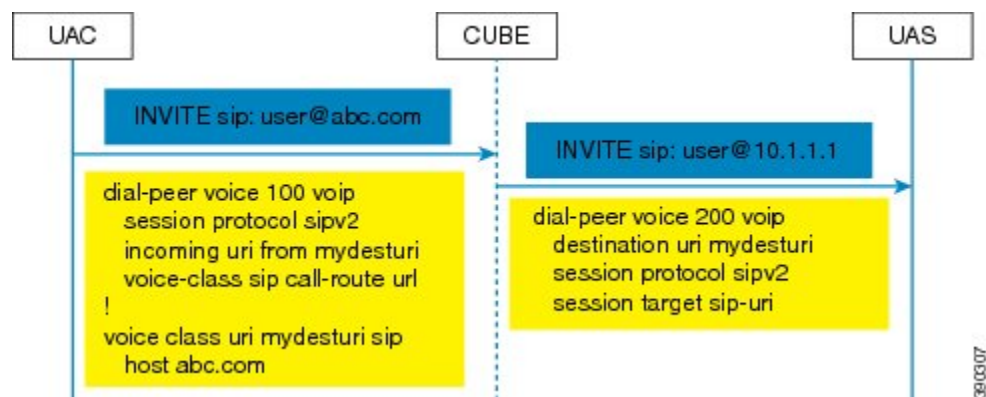 UAC
CUBE
UAS
INVITE sip: user@abc.com
INVITE sip: user@10.1.1.1
dial-peer voice 100 voip
session protocol sipv2
incoming uri from mydesturi
voice-class sip call-route url
!
voice class uri mydesturi sip
host abc.com
dial-peer voice 200 voip
destination uri mydesturi
session protocol sipv2
session target sip-uri
390307